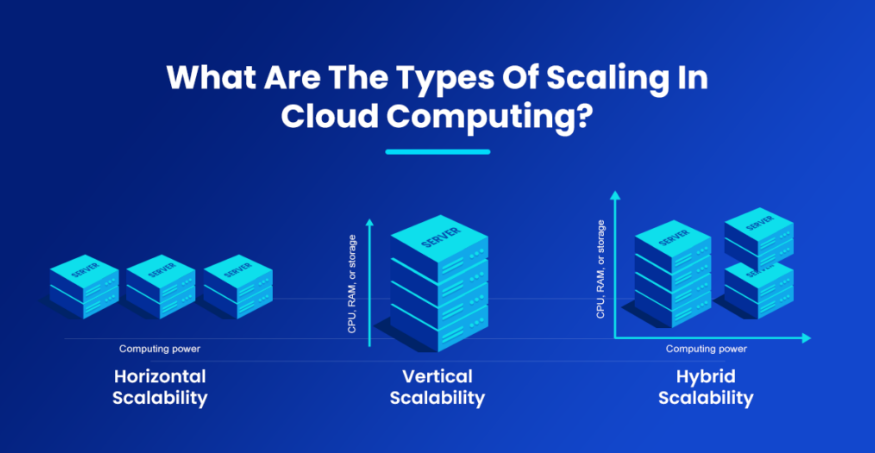 What Are The Types Of Scaling In
Cloud Computing?
SERVER
SERVER
SERVER
Computing power
Horizontal
Scalability
CPU, RAM, or storage
SERVER
Vertical
Scalability
CPU, RAM, or storage
SERVER
SERVER
SERVER
Computing power
Hybrid
Scalability